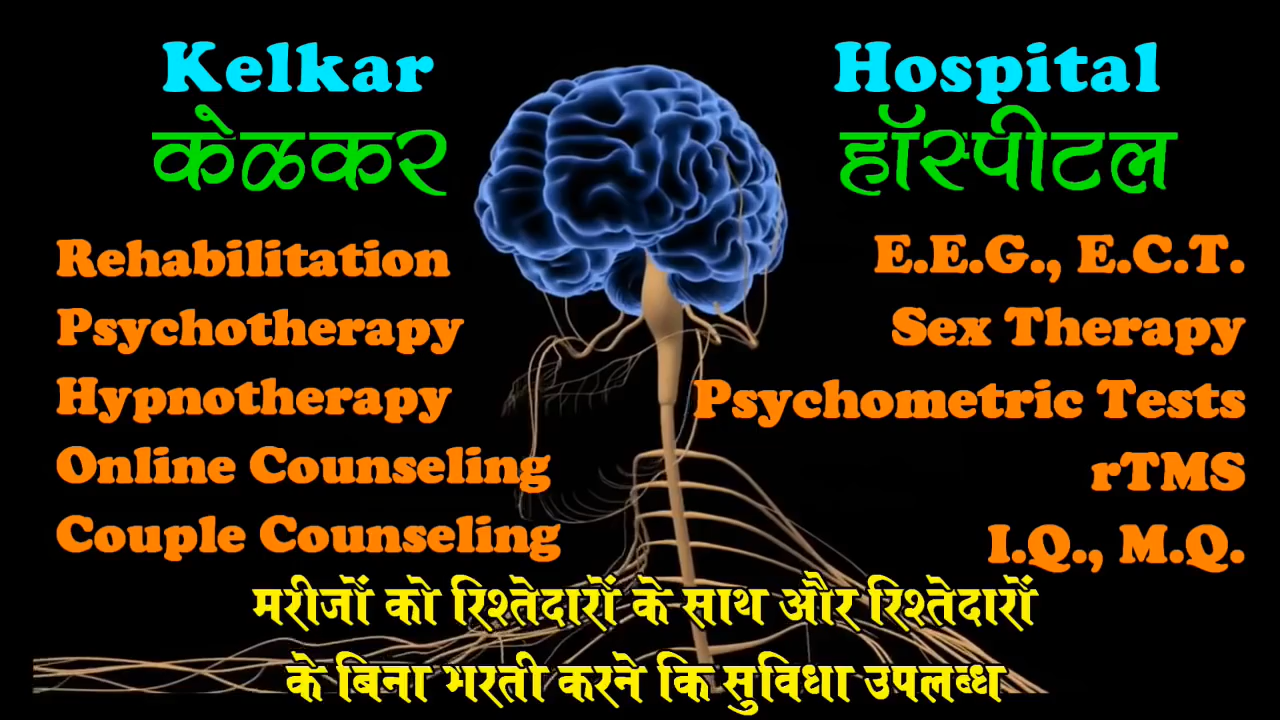 Kelkar Hospital
केळकर हॉस्पीटल
Rehabilitation
Psychotherapy
Hypnotherapy
Online Counseling
Couple Counseling
E.E.G., E.C.T.
Sex Therapy
Psychometric Tests
rTMS
I.Q., M.Q.
मरीजों को रिश्तेदारों के साथ और रिश्तेदारों
के बिना भरती करने कि सुविधा उपलब्ध